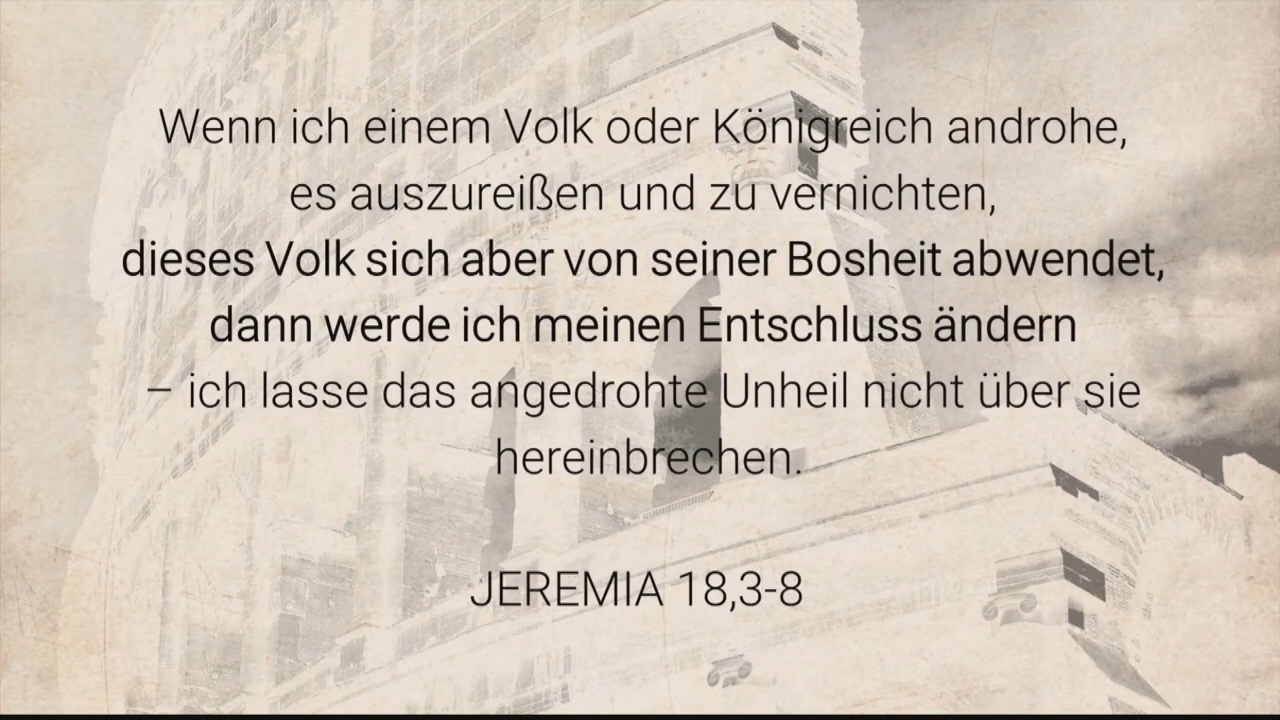 Wenn ich einem Volk oder Königreich androhe,
es auszureißen und zu vernichten,
dieses Volk sich aber von seiner Bosheit abwendet,
dann werde ich meinen Entschluss ändern
– ich lasse das angedrohte Unheil nicht über sie
hereinbrechen.
JEREMIA 18,3-8